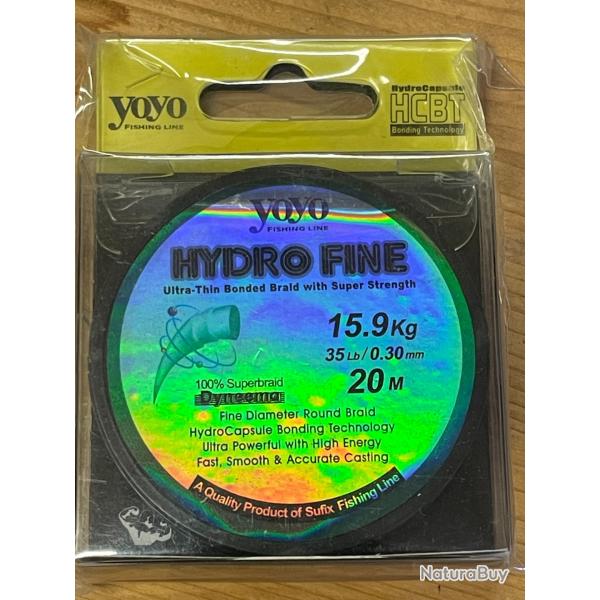 yoyo
FISHING LINE
HydroCapsule
HCBT
Bonding Technology
yoyo
FISHING LINE
HYDRO FINE
Ultra-Thin Bonded Braid with Super Strength
15.9Kg
35Lb/0.30mm
20M
100% Superbraid
Dyneema
Fine Diameter Round Braid
HydroCapsule Bonding Technology
Ultra Powerful with High Energy
Fast, Smooth & Accurate Casting
A Quality Product of Sufix Fishing Line
NaturaBuy